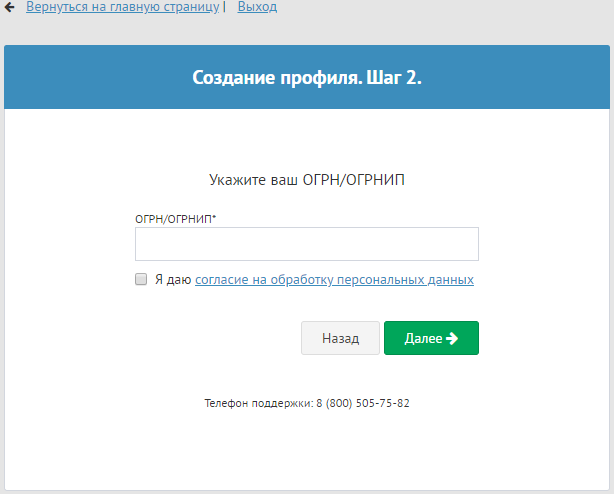 Вернуться на главную страницу | Выход
Создание профиля. Шаг 2.
Укажите ваш ОГРН/ОГРНИП
ОГРН/ОГРНИП*
Я даю согласие на обработку персональных данных
Назад Далее
Телефон поддержки: 8 (800) 505-75-82